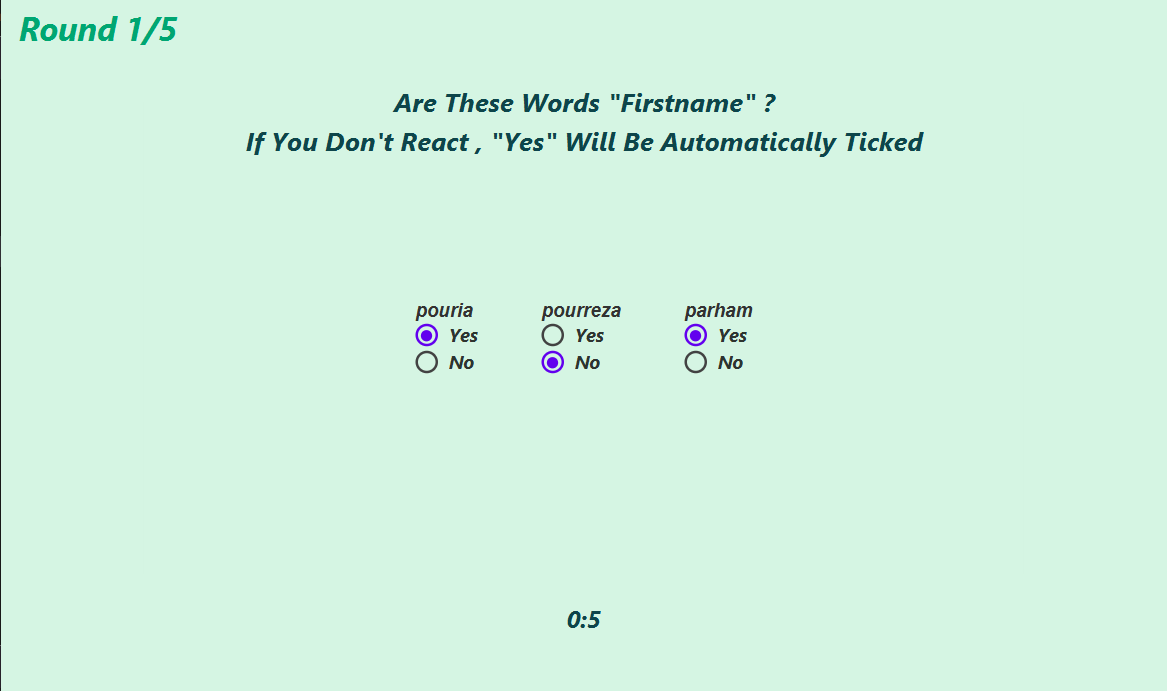 Round 1/5
Are These Words "Firstname" ?
If You Don't React , "Yes" Will Be Automatically Ticked
pouria pourreza parham
Yes Yes Yes
No No No
0:5